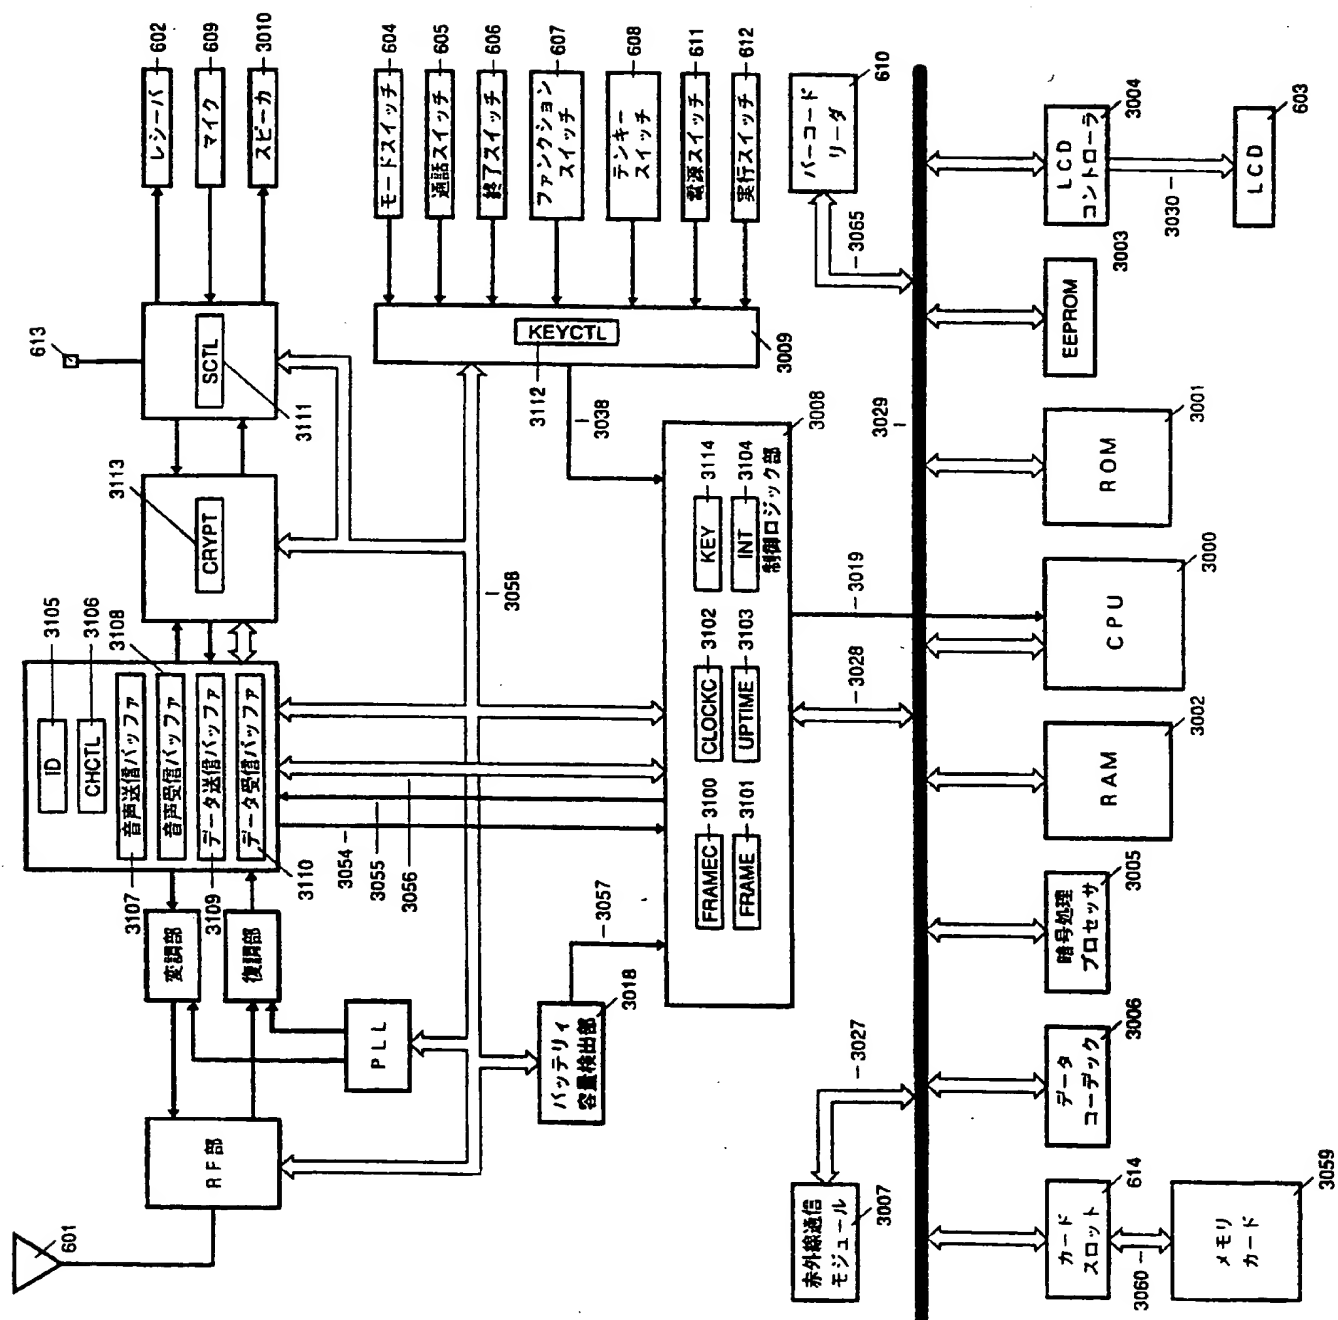 601
RF部
変調部
復調部
PLL
ID
3105
CHCTL
3106
音声送信バッファ
3107
音声受信バッファ
3108
データ送信バッファ
3109
データ受信バッファ
3110
CRYPT
3113
SCTL
3111
613
レシーバ
602
マイク
609
スピーカ
3010
モードスイッチ
604
通話スイッチ
605
終了スイッチ
606
ファンクション
スイッチ
607
テンキー
スイッチ
608
電源スイッチ
611
実行スイッチ
612
KEYCTL
3112
3009
3038
3058
3054
3055
3056
3057
バッテリィ
容量検出部
3018
FRAMEC
3100
CLOCKC
3102
KEY
3114
FRAME
3101
UPTIME
3103
INT
3104
制御ロジック部
3008
3019
3028
3029
バーコード
リーダ
610
3065
赤外線通信
モジュール
3007
3027
カード
スロット
614
3060
メモリ
カード
3059
データ
コーデック
3006
暗号処理
プロセッサ
3005
RAM
3002
CPU
3000
ROM
3001
EEPROM
3003
LCD
コントローラ
3004
3030
LCD
603